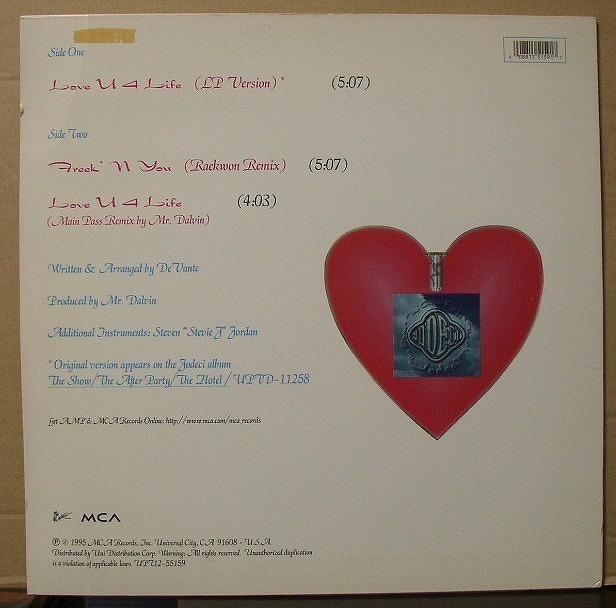 Side One
Love U 4 Life (LP Version)* (5:07)
Side Two
Freek' N You (Raekwon Remix) (5:07)
Love U 4 Life (4:03)
(Main Pass Remix by Mr. Dalvin)
Written & Arranged by DeVante
Produced by Mr. Dalvin
Additional Instruments: Steven "Stevie J" Jordan
*Original version appears on the Jodeci album
The Show/The After Party/The Hotel / UPTD-11258
Get AMP'd: MCA Records Online: http://www.mca.com/mca_records
Jodeci
MCA
℗ © 1995 MCA Records, Inc. Universal City, CA 91608 - U.S.A.
Distributed by Uni Distribution Corp. Warning: All rights reserved. Unauthorized duplication
is a violation of applicable laws. UPT12-55159